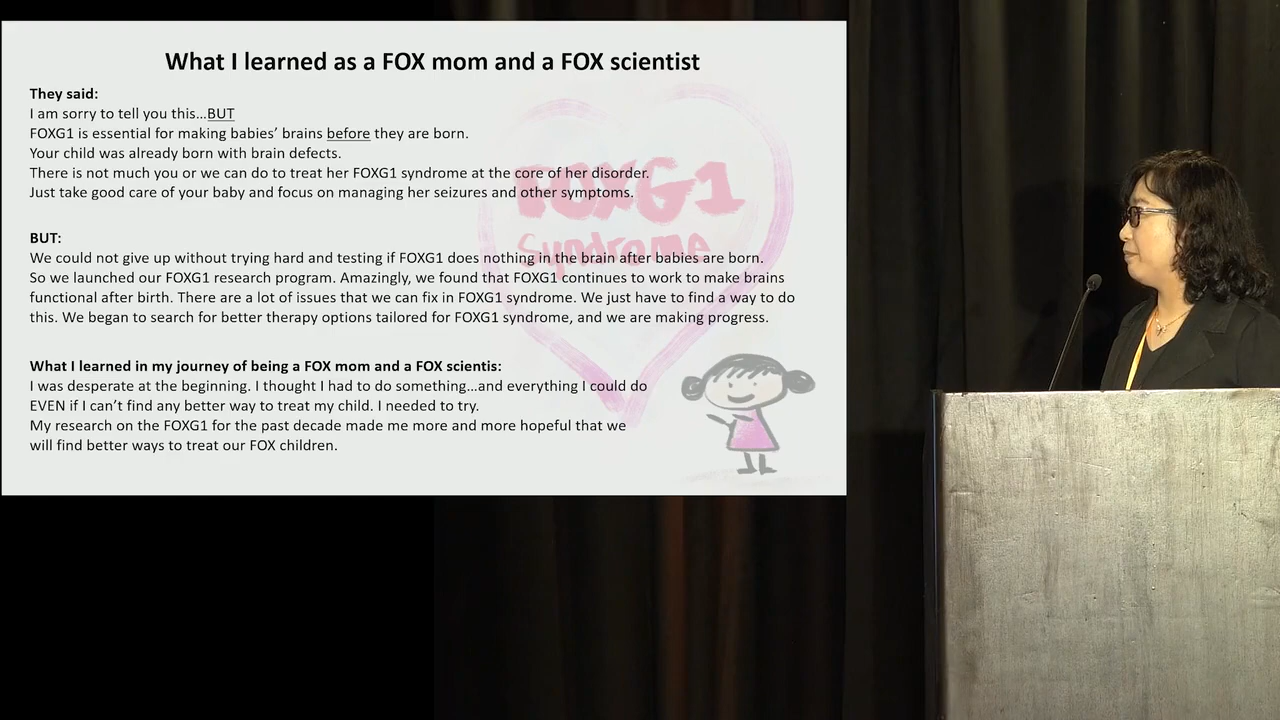 What I learned as a FOX mom and a FOX scientist
They said:
I am sorry to tell you this...BUT
FOXG1 is essential for making babies’ brains before they are born.
Your child was already born with brain defects.
There is not much you or we can do to treat her FOXG1 syndrome at the core of her disorder.
Just take good care of your baby and focus on managing her seizures and other symptoms.
BUT:
We could not give up without trying hard and testing if FOXG1 does nothing in the brain after babies are born.
So we launched our FOXG1 research program. Amazingly, we found that FOXG1 continues to work to make brains
functional after birth. There are a lot of issues that we can fix in FOXG1 syndrome. We just have to find a way to do
this. We began to search for better therapy options tailored for FOXG1 syndrome, and we are making progress.
What I learned in my journey of being a FOX mom and a FOX scientis:
I was desperate at the beginning. I thought I had to do something...and everything I could do
EVEN if I can’t find any better way to treat my child. I needed to try.
My research on the FOXG1 for the past decade made me more and more hopeful that we
will find better ways to treat our FOX children.
FOXG1
Syndroma